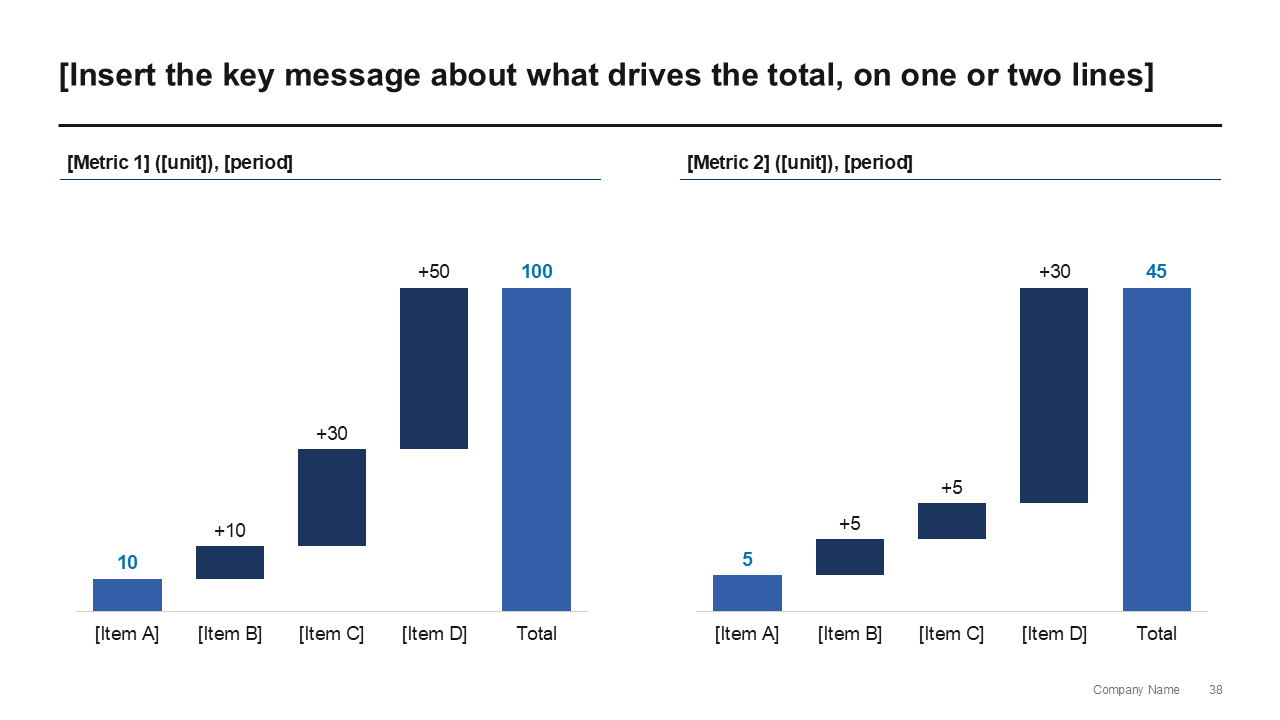 [Insert the key message about what drives the total, on one or two lines]
[Metric 1] ([unit]), [period]
+50
100
+30
+10
10
[Item A]
[Item B]
[Item C]
[Item D]
Total
[Metric 2] ([unit]), [period]
+30
45
+5
+5
5
[Item A]
[Item B]
[Item C]
[Item D]
Total
Company Name
38